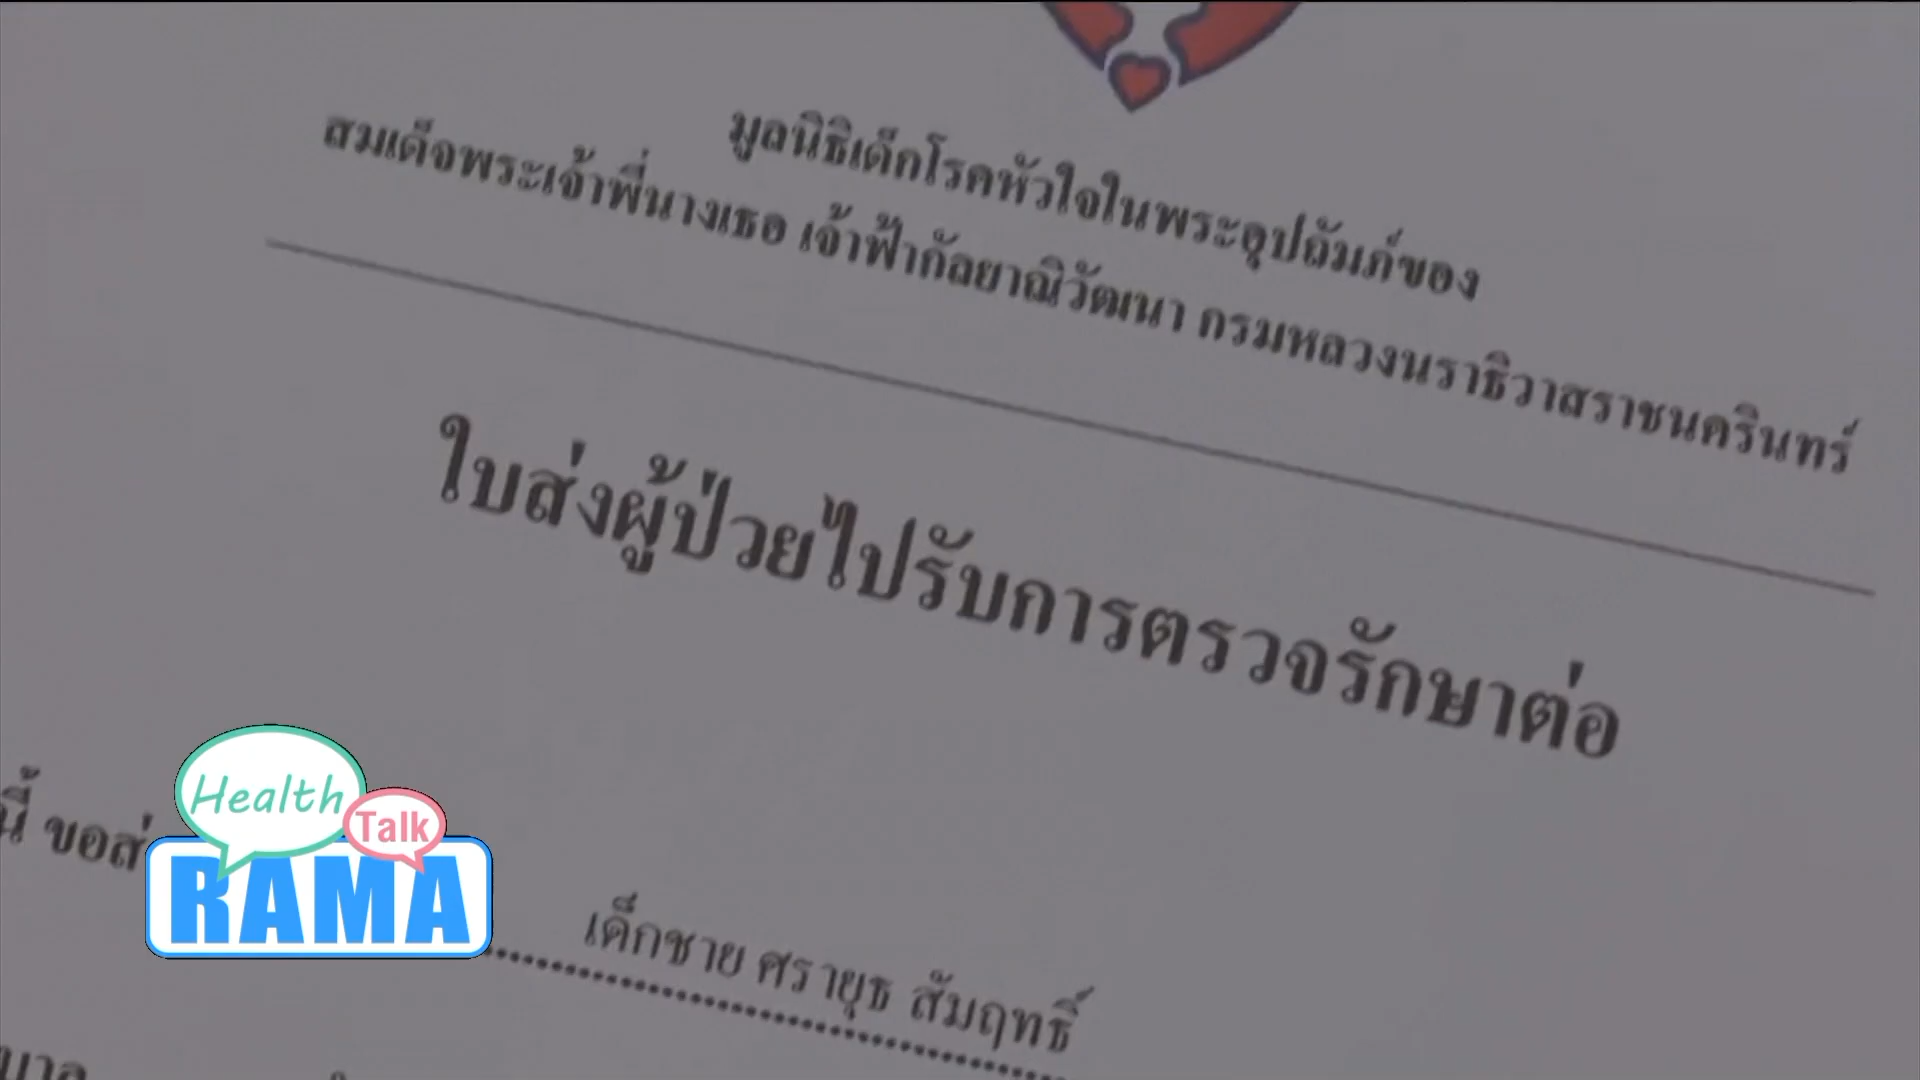 มูลนิธิเด็กโรคหัวใจในพระอุปถัมภ์ของ
สมเด็จพระเจ้าพี่นางเธอ เจ้าฟ้ากัลยาณิวัฒนา กรมหลวงนราธิวาสราชนครินทร์
ใบส่งผู้ป่วยไปรับการตรวจรักษาต่อ
นี้ ขอส่
เด็กชาย ศรายุธ สัมฤทธิ์
Health
Talk
RAMA